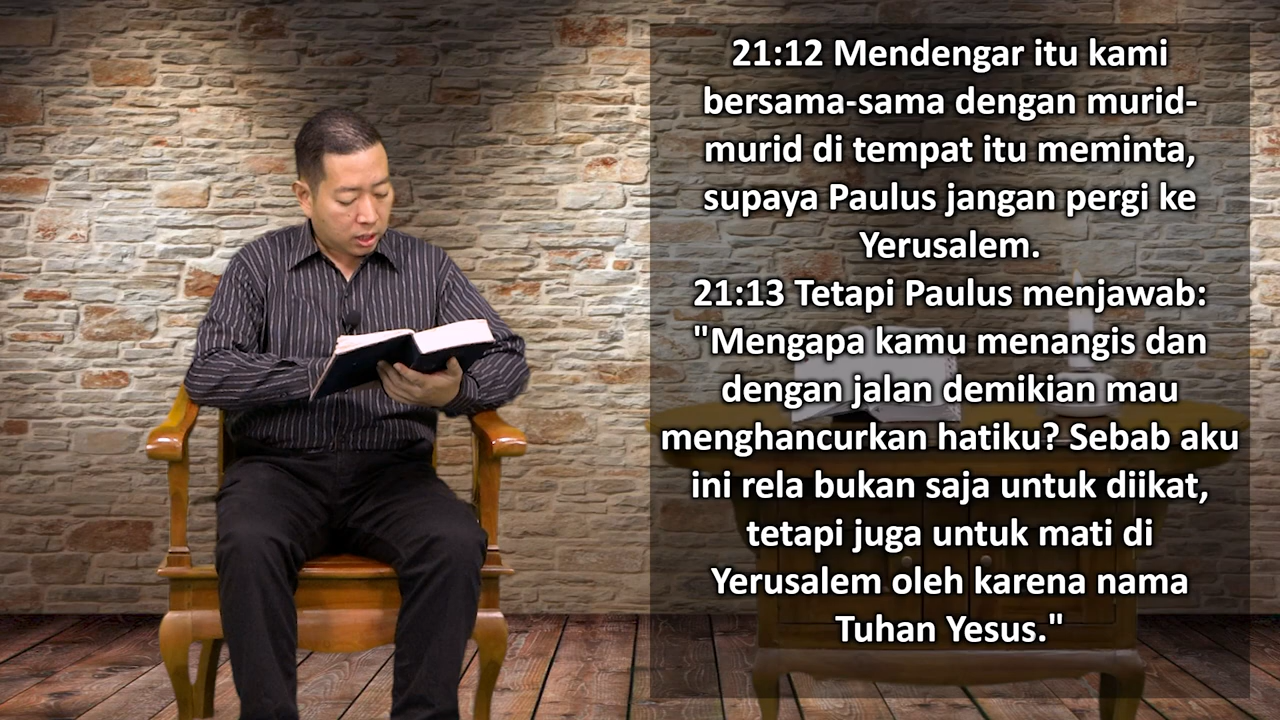 21:12 Mendengar itu kami
bersama-sama dengan murid-
murid di tempat itu meminta,
supaya Paulus jangan pergi ke
Yerusalem.
21:13 Tetapi Paulus menjawab:
"Mengapa kamu menangis dan
dengan jalan demikian mau
menghancurkan hatiku? Sebab aku
ini rela bukan saja untuk diikat,
tetapi juga untuk mati di
Yerusalem oleh karena nama
Tuhan Yesus."